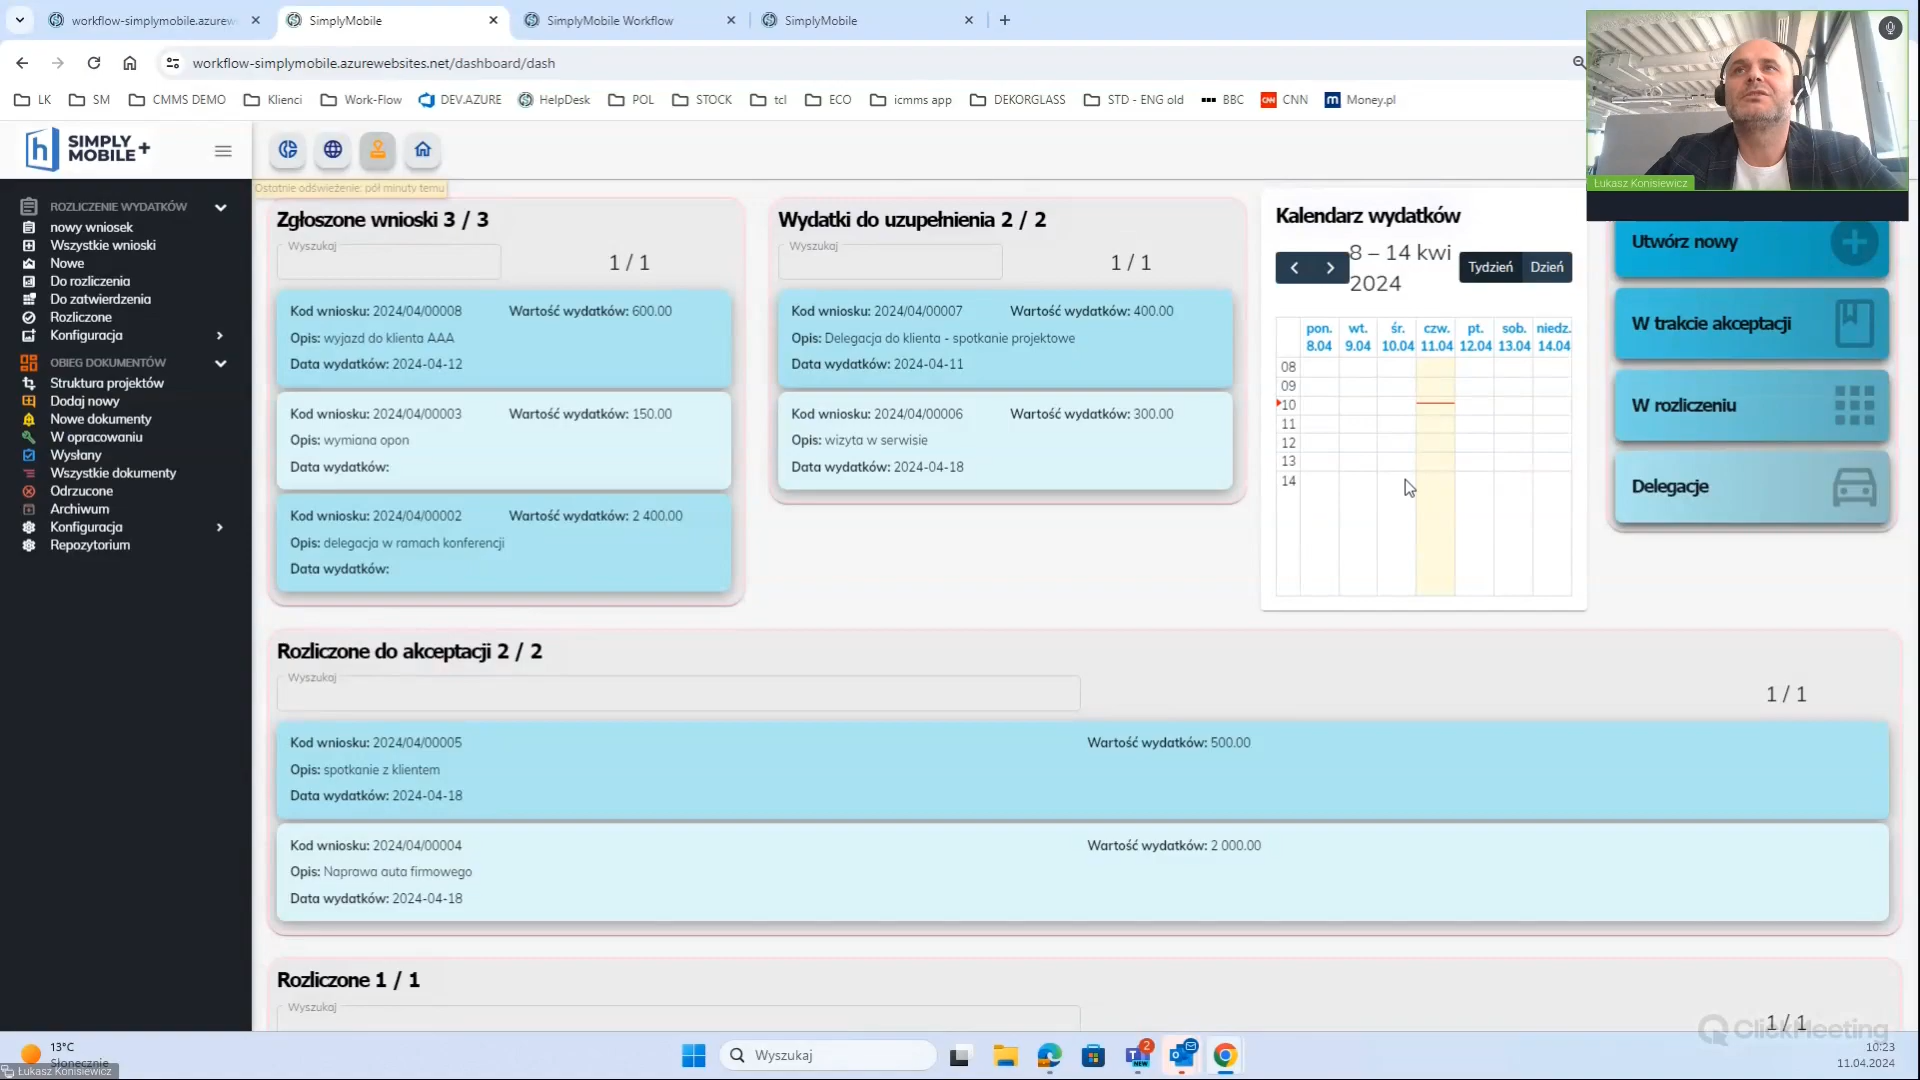 workflow-simplymobile.azurew
SimplyMobile
SimplyMobile Workflow
SimplyMobile
workflow-simplymobile.azurewebsites.net/dashboard/dash
LK
SM
CMMS DEMO
Klienci
Work-Flow
DEV.AZURE
HelpDesk
POL
STOCK
tcl
ECO
icmms app
DEKORGLASS
STD - ENG old
BBC
CNN
Money.pl
SIMPLY
MOBILE +
Łukasz Konisiewicz
Ostatnie odświeżenie: pół minuty temu
ROZLICZENIE WYDATKÓW
nowy wniosek
Wszystkie wnioski
Nowe
Do rozliczenia
Do zatwierdzenia
Rozliczone
Konfiguracja
OBIEG DOKUMENTÓW
Struktura projektów
Dodaj nowy
Nowe dokumenty
W opracowaniu
Wysłany
Wszystkie dokumenty
Odrzucone
Archiwum
Konfiguracja
Repozytorium
Zgłoszone wnioski 3 / 3
Wyszukaj
1 / 1
Kod wniosku: 2024/04/00008 Wartość wydatków: 600.00
Opis: wyjazd do klienta AAA
Data wydatków: 2024-04-12
Kod wniosku: 2024/04/00003 Wartość wydatków: 150.00
Opis: wymiana opon
Data wydatków:
Kod wniosku: 2024/04/00002 Wartość wydatków: 2 400.00
Opis: delegacja w ramach konferencji
Data wydatków:
Wydatki do uzupełnienia 2 / 2
Wyszukaj
1 / 1
Kod wniosku: 2024/04/00007 Wartość wydatków: 400.00
Opis: Delegacja do klienta - spotkanie projektowe
Data wydatków: 2024-04-11
Kod wniosku: 2024/04/00006 Wartość wydatków: 300.00
Opis: wizyta w serwisie
Data wydatków: 2024-04-18
Kalendarz wydatków
8 – 14 kwi
2024
Tydzień Dzień
pon. wt. śr. czw. pt. sob. niedz.
8.04 9.04 10.04 11.04 12.04 13.04 14.04
08
09
10
11
12
13
14
Utwórz nowy
W trakcie akceptacji
W rozliczeniu
Delegacje
Rozliczone do akceptacji 2 / 2
Wyszukaj
1 / 1
Kod wniosku: 2024/04/00005 Wartość wydatków: 500.00
Opis: spotkanie z klientem
Data wydatków: 2024-04-18
Kod wniosku: 2024/04/00004 Wartość wydatków: 2 000.00
Opis: Naprawa auta firmowego
Data wydatków: 2024-04-18
Rozliczone 1 / 1
Wyszukaj
1 / 1
ClickMeeting
13°C
Słonecznie
Łukasz Konisiewicz
Wyszukaj
2
NEW
10:23
11.04.2024